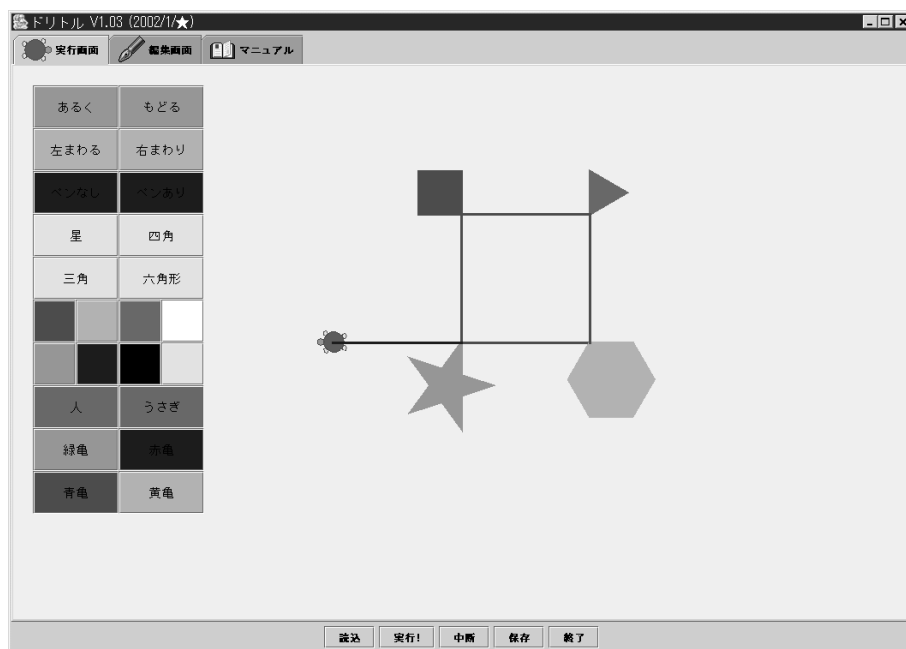 ドリトル V1.03 (2002/1/★)
実行画面 編集画面 マニュアル
あるく もどる
左まわる 右まわり
ペンなし ペンあり
星 四角
三角 六角形
人 うさぎ
緑亀 赤亀
青亀 黄亀
読込 実行! 中断 保存 終了